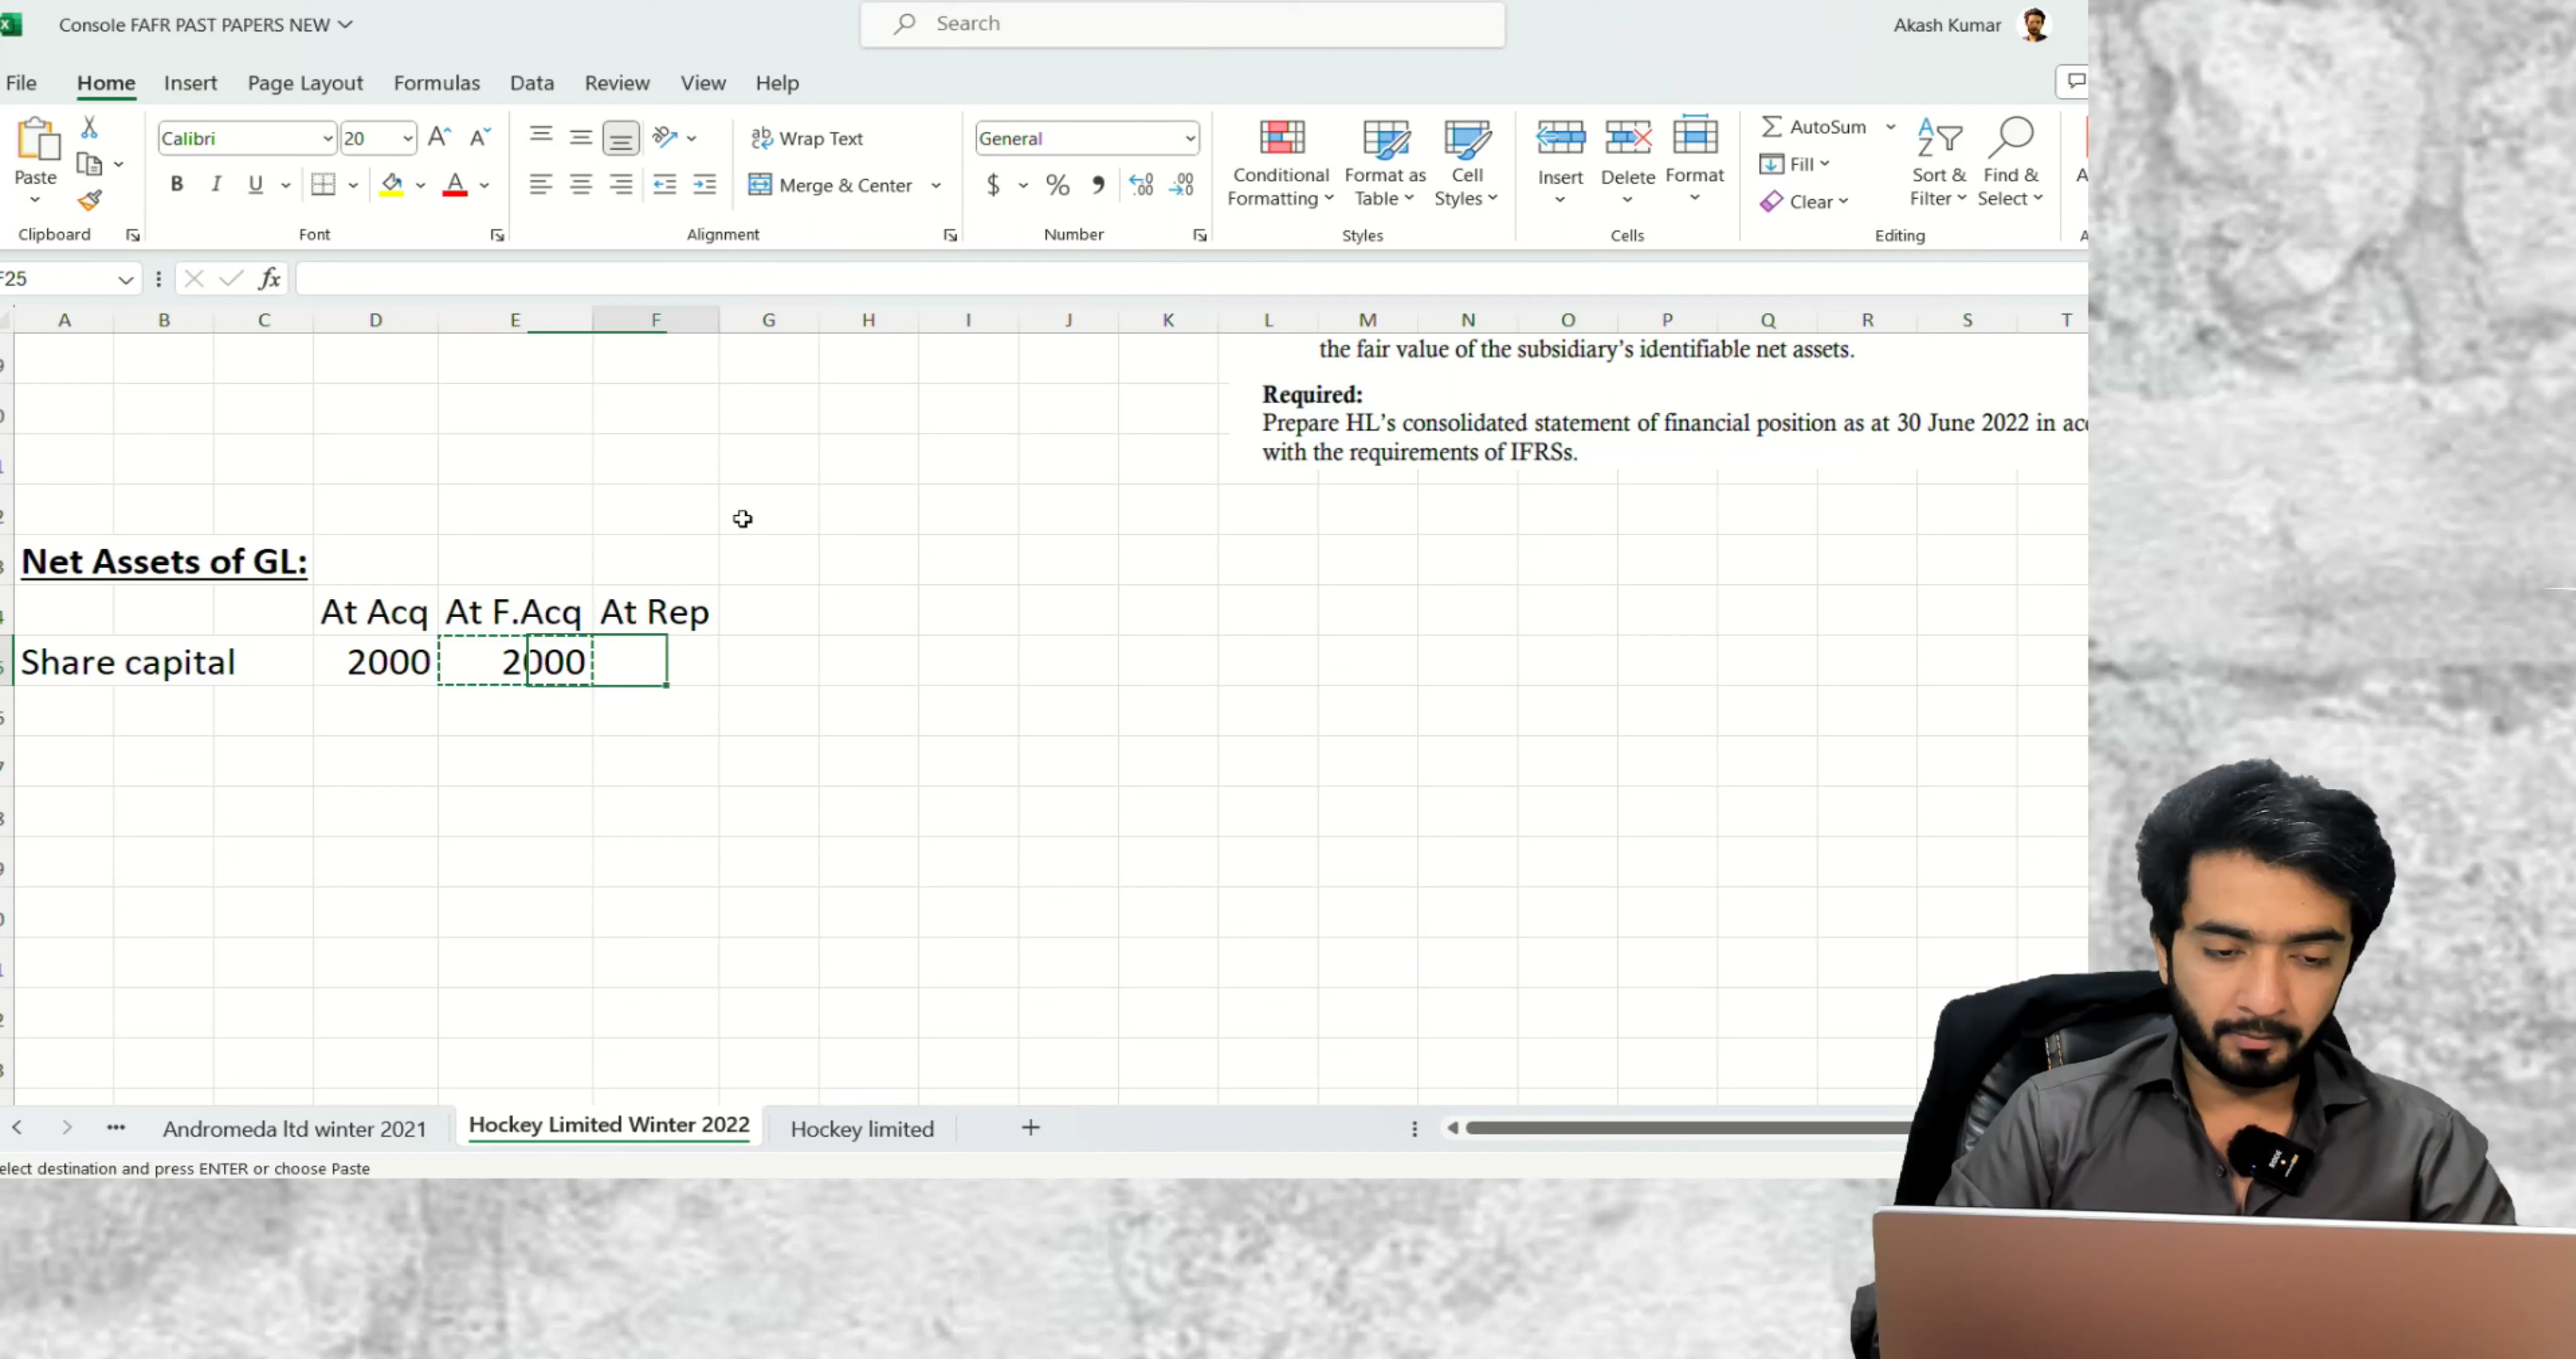 Console FAFR PAST PAPERS NEW
Search
Akash Kumar
File Home Insert Page Layout Formulas Data Review View Help
Paste
Clipboard
Calibri 20
B I U
Font
Wrap Text
Merge & Center
Alignment
General
$ % ,
Number
Conditional Formatting
Format as Table
Cell Styles
Styles
Insert Delete Format
Cells
AutoSum
Fill
Clear
Sort & Filter
Find & Select
Editing
F25 fx
A B C D E F G H I J K L M N O P Q R S T
the fair value of the subsidiary's identifiable net assets.
Required:
Prepare HL's consolidated statement of financial position as at 30 June 2022 in
with the requirements of IFRSs.
Net Assets of GL:
At Acq At F.Acq At Rep
Share capital 2000 2000
Andromeda ltd winter 2021 Hockey Limited Winter 2022 Hockey limited
elect destination and press ENTER or choose Paste
RODE